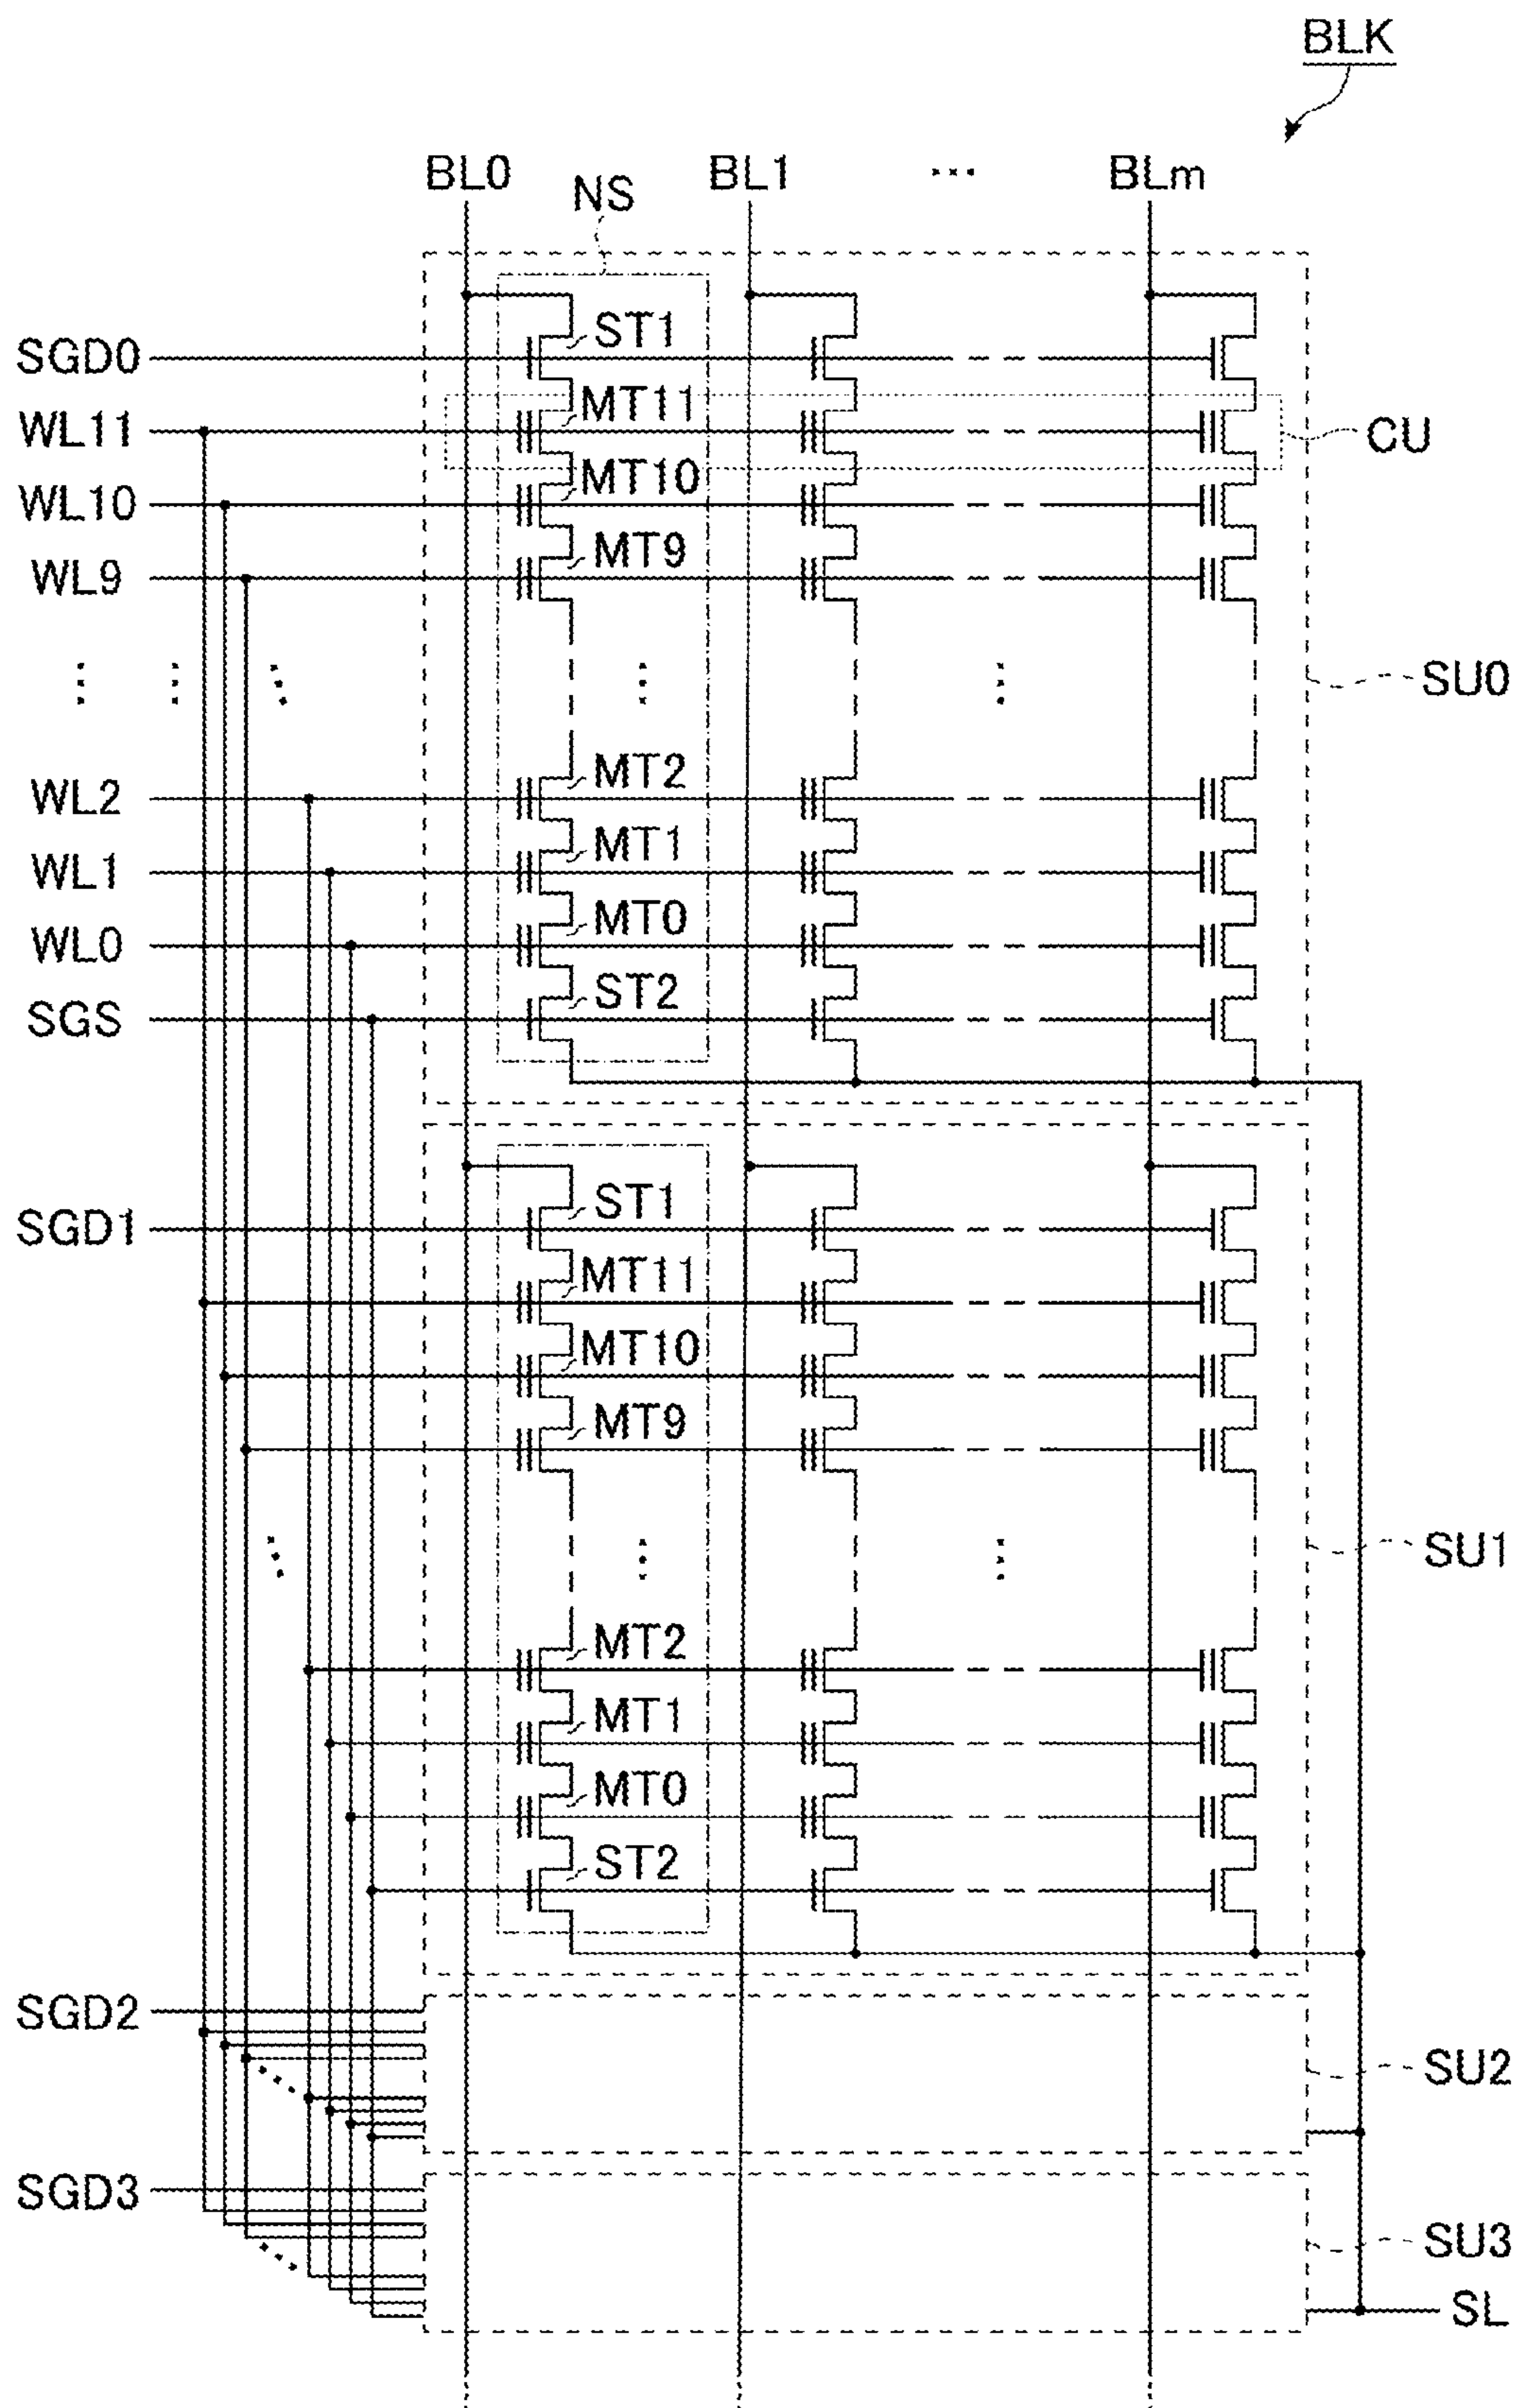 BLK
BL0 BL1 ... BLm
NS
SGD0 ST1
WL11 MT11 CU
WL10 MT10
WL9 MT9
SU0
WL2 MT2
WL1 MT1
WL0 MT0
SGS ST2
SGD1 ST1
MT11
MT10
MT9
SU1
MT2
MT1
MT0
ST2
SGD2
SU2
SGD3
SU3
SL